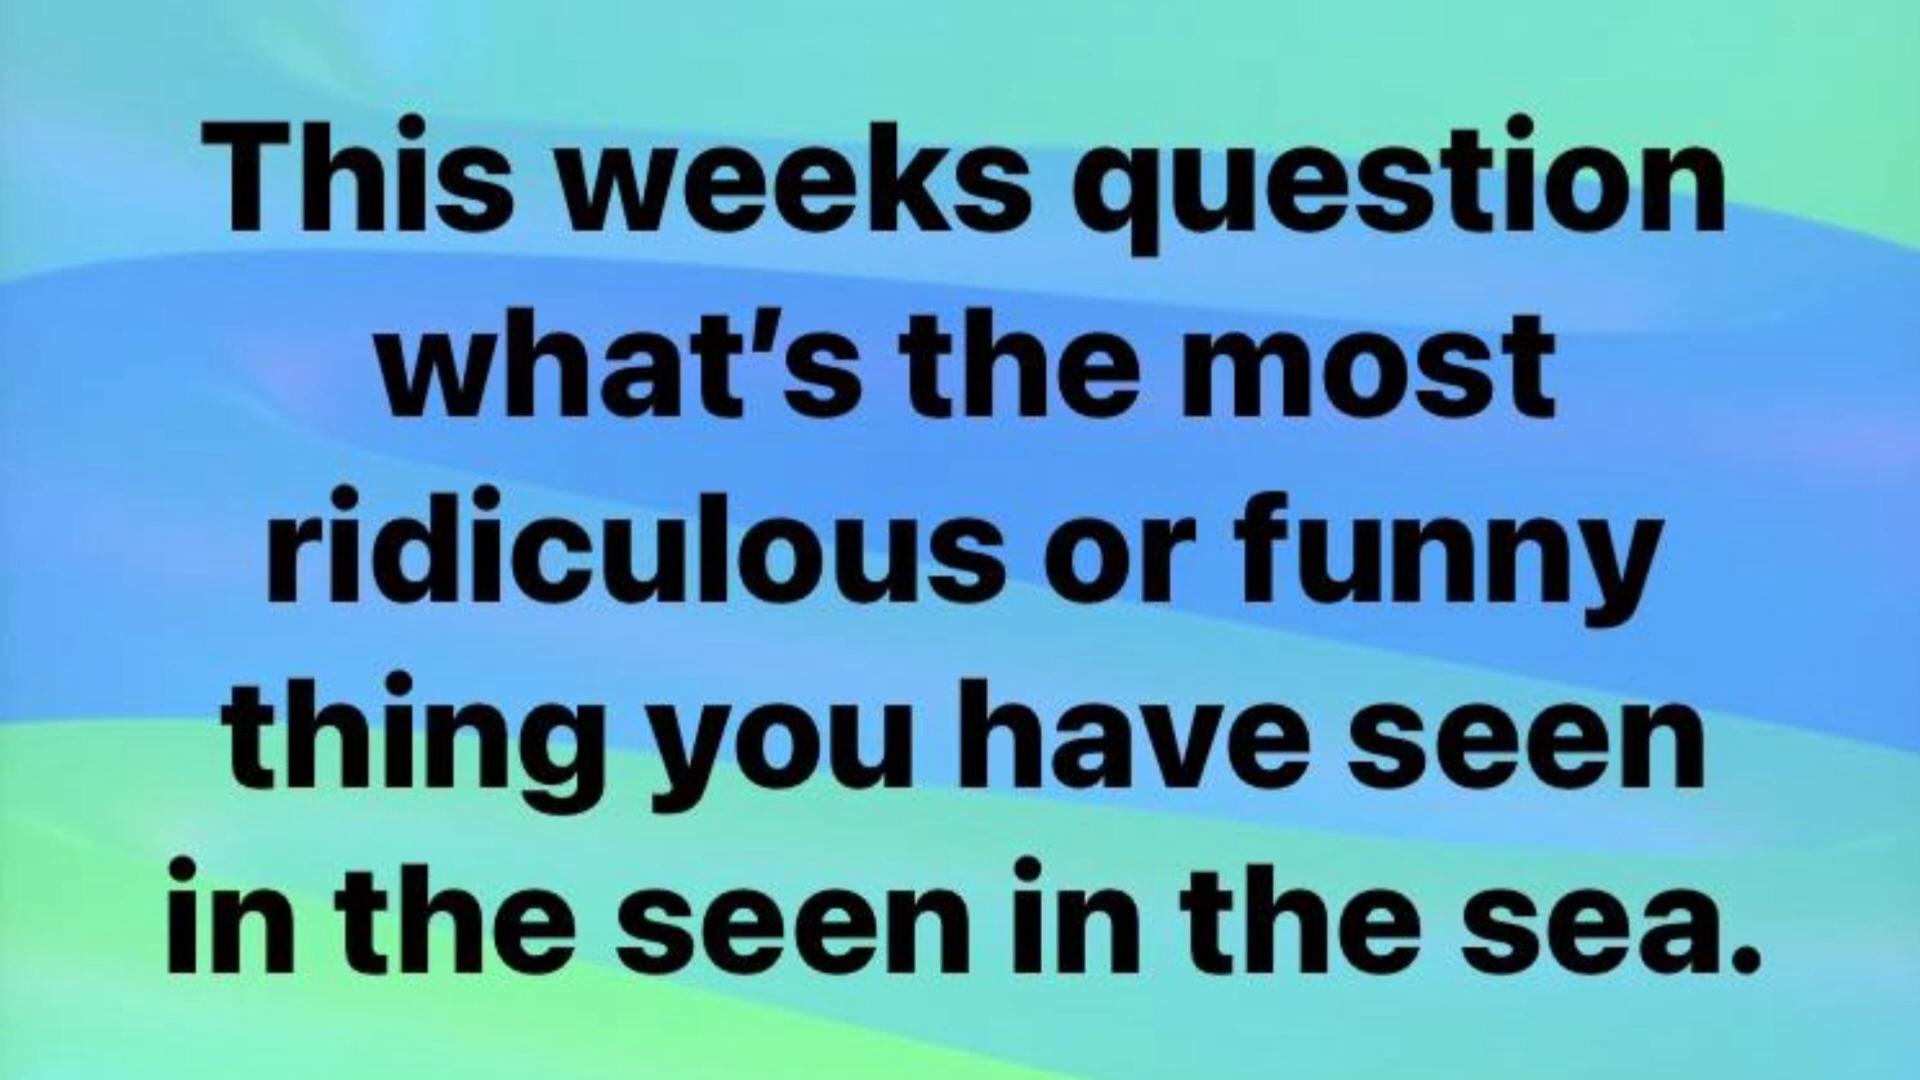 This weeks question
what's the most
ridiculous or funny
thing you have seen
in the seen in the sea.